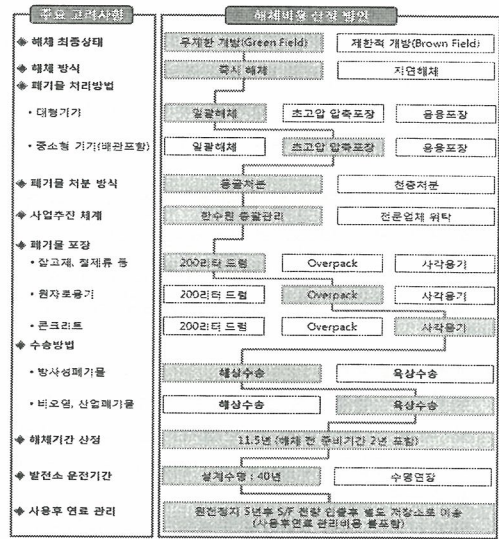 주요 고려사항
해체비용 산정 방안
◈ 해체 최종상태
무제한 개방(Green Field)
제한적 개방(Brown Field)
◈ 해체 방식
즉시 해체
지연해체
◈ 폐기물 처리방법
• 대형기기
일괄해체
초고압 압축포장
용융포장
• 중소형 기기(배관포함)
일괄해체
초고압 압축포장
용융포장
◈ 폐기물 처분 방식
동굴처분
천층처분
◈ 사업추진 체계
한수원 총괄관리
전문업체 위탁
◈ 폐기물 포장
• 잡고체, 철재류 등
200리터 드럼
Overpack
사각용기
• 원자로용기
200리터 드럼
Overpack
사각용기
• 콘크리트
200리터 드럼
Overpack
사각용기
◈ 수송방법
• 방사성폐기물
해상수송
육상수송
• 비오염, 산업폐기물
해상수송
육상수송
◈ 해체기간 산정
11.5년 (해체 전 준비기간 2년 포함)
◈ 발전소 운전기간
설계수명 : 40년
수명연장
◈ 사용후 연료 관리
원전정지 5년후 S/F 전량 인출후 별도 저장소로 이송
(사용후연료 관리비용 불포함)